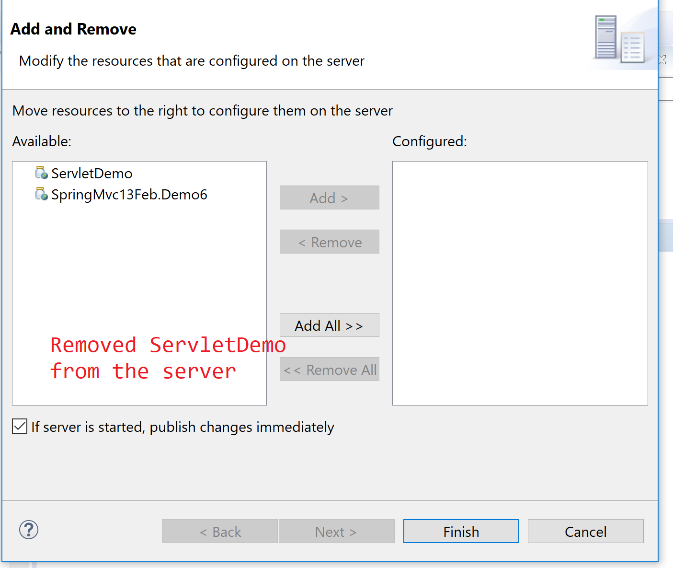 Add and Remove
Modify the resources that are configured on the server
Move resources to the right to configure them on the server
Available:
Configured:
ServletDemo
SpringMvc13Feb.Demo6
Add >
< Remove
Add All >>
<< Remove All
Removed ServletDemo
from the server
If server is started, publish changes immediately
?
< Back
Next >
Finish
Cancel